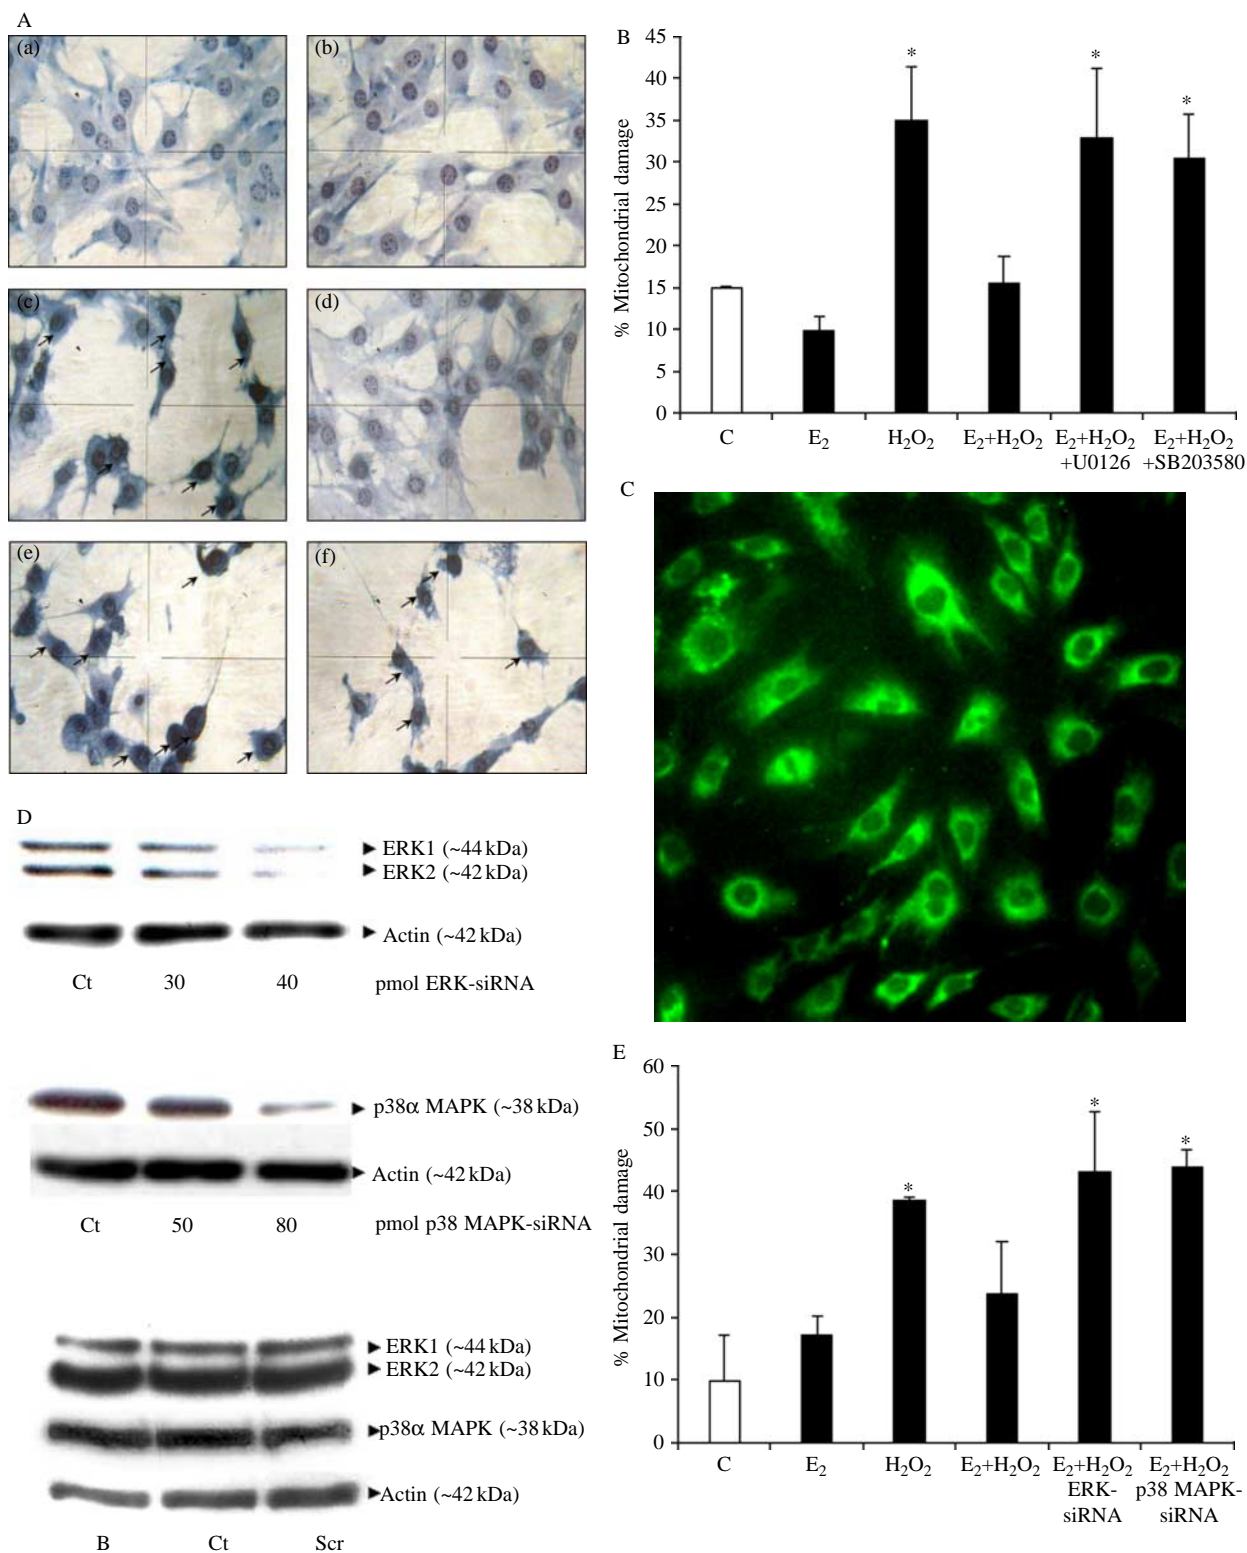 A
(a)
(b)
(c)
(d)
(e)
(f)
B
% Mitochondrial damage
45
40
35
30
25
20
15
10
5
0
*
*
*
C
E₂
H₂O₂
E₂+H₂O₂
E₂+H₂O₂
+U0126
E₂+H₂O₂
+SB203580
C
D
ERK1 (~44 kDa)
ERK2 (~42 kDa)
Actin (~42 kDa)
Ct 30 40 pmol ERK-siRNA
p38α MAPK (~38 kDa)
Actin (~42 kDa)
Ct 50 80 pmol p38 MAPK-siRNA
ERK1 (~44 kDa)
ERK2 (~42 kDa)
p38α MAPK (~38 kDa)
Actin (~42 kDa)
B Ct Scr
E
% Mitochondrial damage
60
50
40
30
20
10
0
*
*
*
C
E₂
H₂O₂
E₂+H₂O₂
E₂+H₂O₂
ERK-
siRNA
E₂+H₂O₂
p38 MAPK-
siRNA